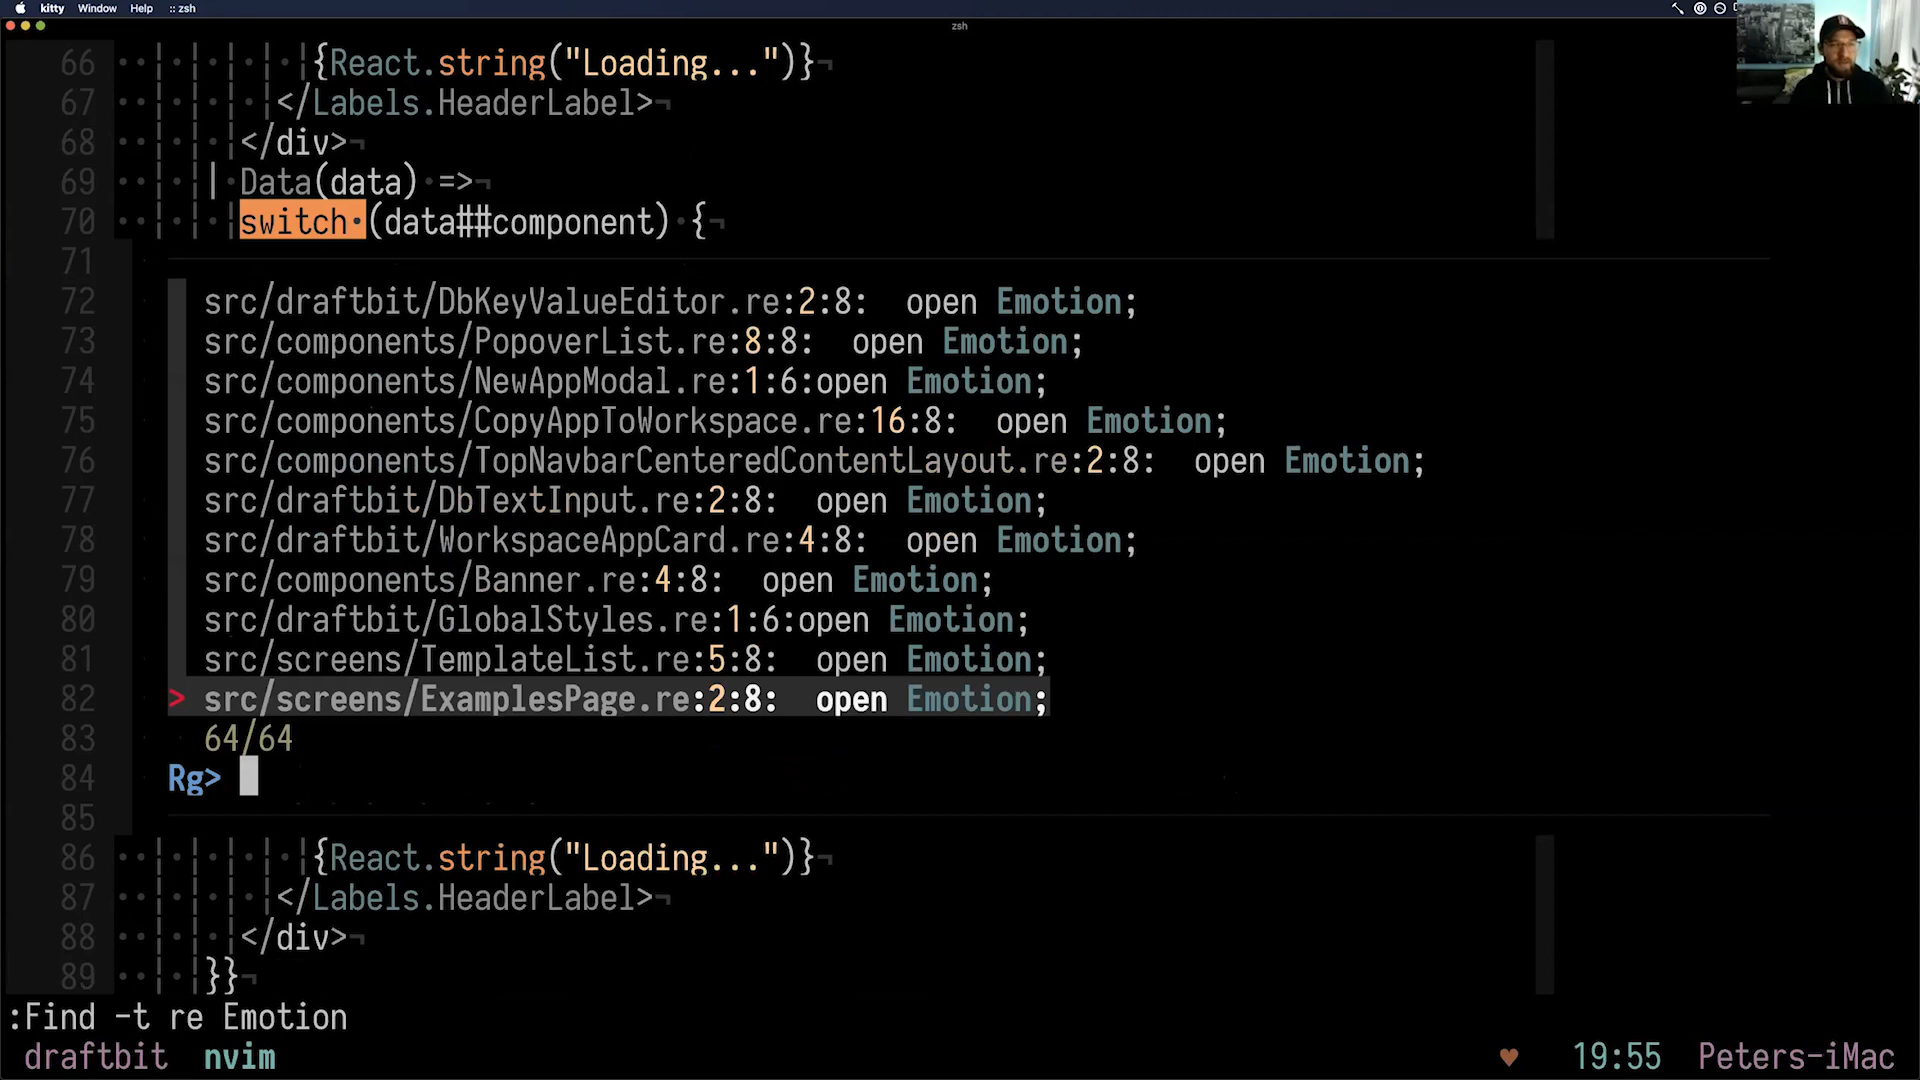 kitty Window Help :: zsh
zsh
66 {React.string("Loading...")}¬
67 </Labels.HeaderLabel>¬
68 </div>¬
69 | Data(data) =>¬
70 switch (data##component) {¬
71
72 src/draftbit/DbKeyValueEditor.re:2:8: open Emotion;
73 src/components/PopoverList.re:8:8: open Emotion;
74 src/components/NewAppModal.re:1:6:open Emotion;
75 src/components/CopyAppToWorkspace.re:16:8: open Emotion;
76 src/components/TopNavbarCenteredContentLayout.re:2:8: open Emotion;
77 src/draftbit/DbTextInput.re:2:8: open Emotion;
78 src/draftbit/WorkspaceAppCard.re:4:8: open Emotion;
79 src/components/Banner.re:4:8: open Emotion;
80 src/draftbit/GlobalStyles.re:1:6:open Emotion;
81 src/screens/TemplateList.re:5:8: open Emotion;
82 > src/screens/ExamplesPage.re:2:8: open Emotion;
83 64/64
84 Rg>
85
86 {React.string("Loading...")}¬
87 </Labels.HeaderLabel>¬
88 </div>¬
89 }}¬
:Find -t re Emotion
draftbit nvim ♥ 19:55 Peters-iMac